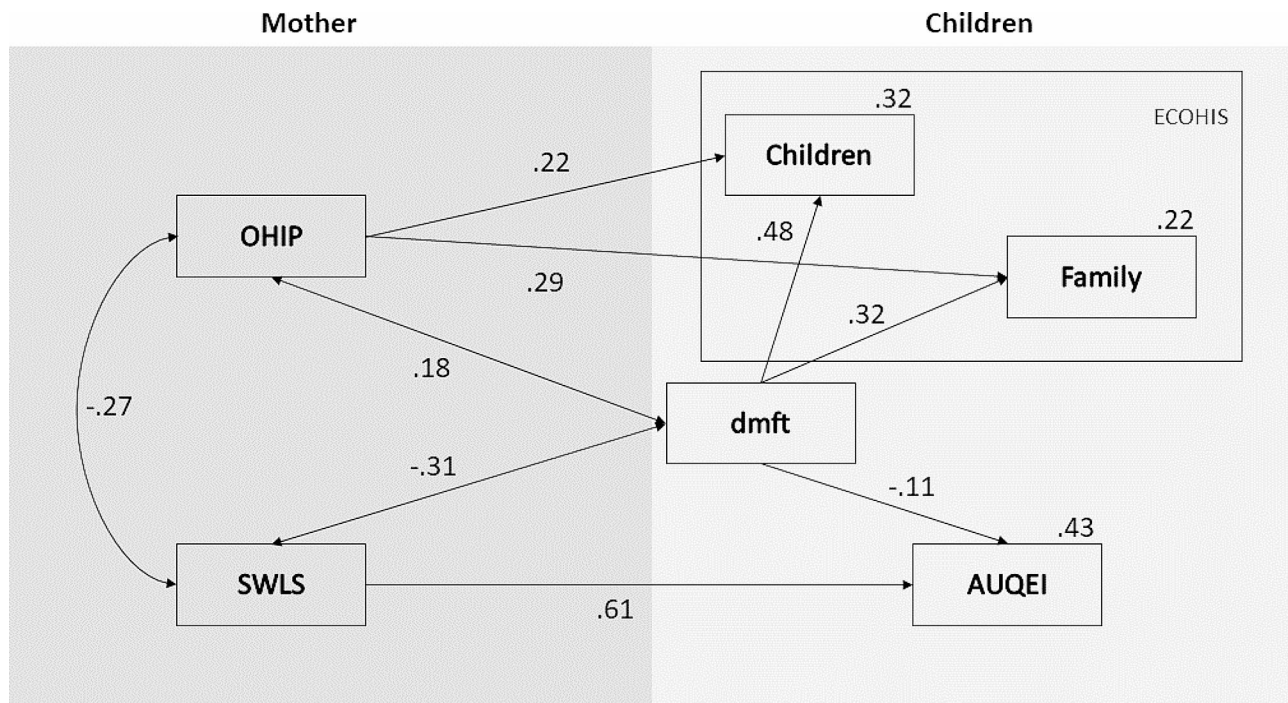 Mother
Children
.32
ECOHIS
Children
.22
.22
OHIP
.48
Family
.29
.32
.18
-.27
dmft
-.31
-.11
.43
SWLS
AUQEI
.61